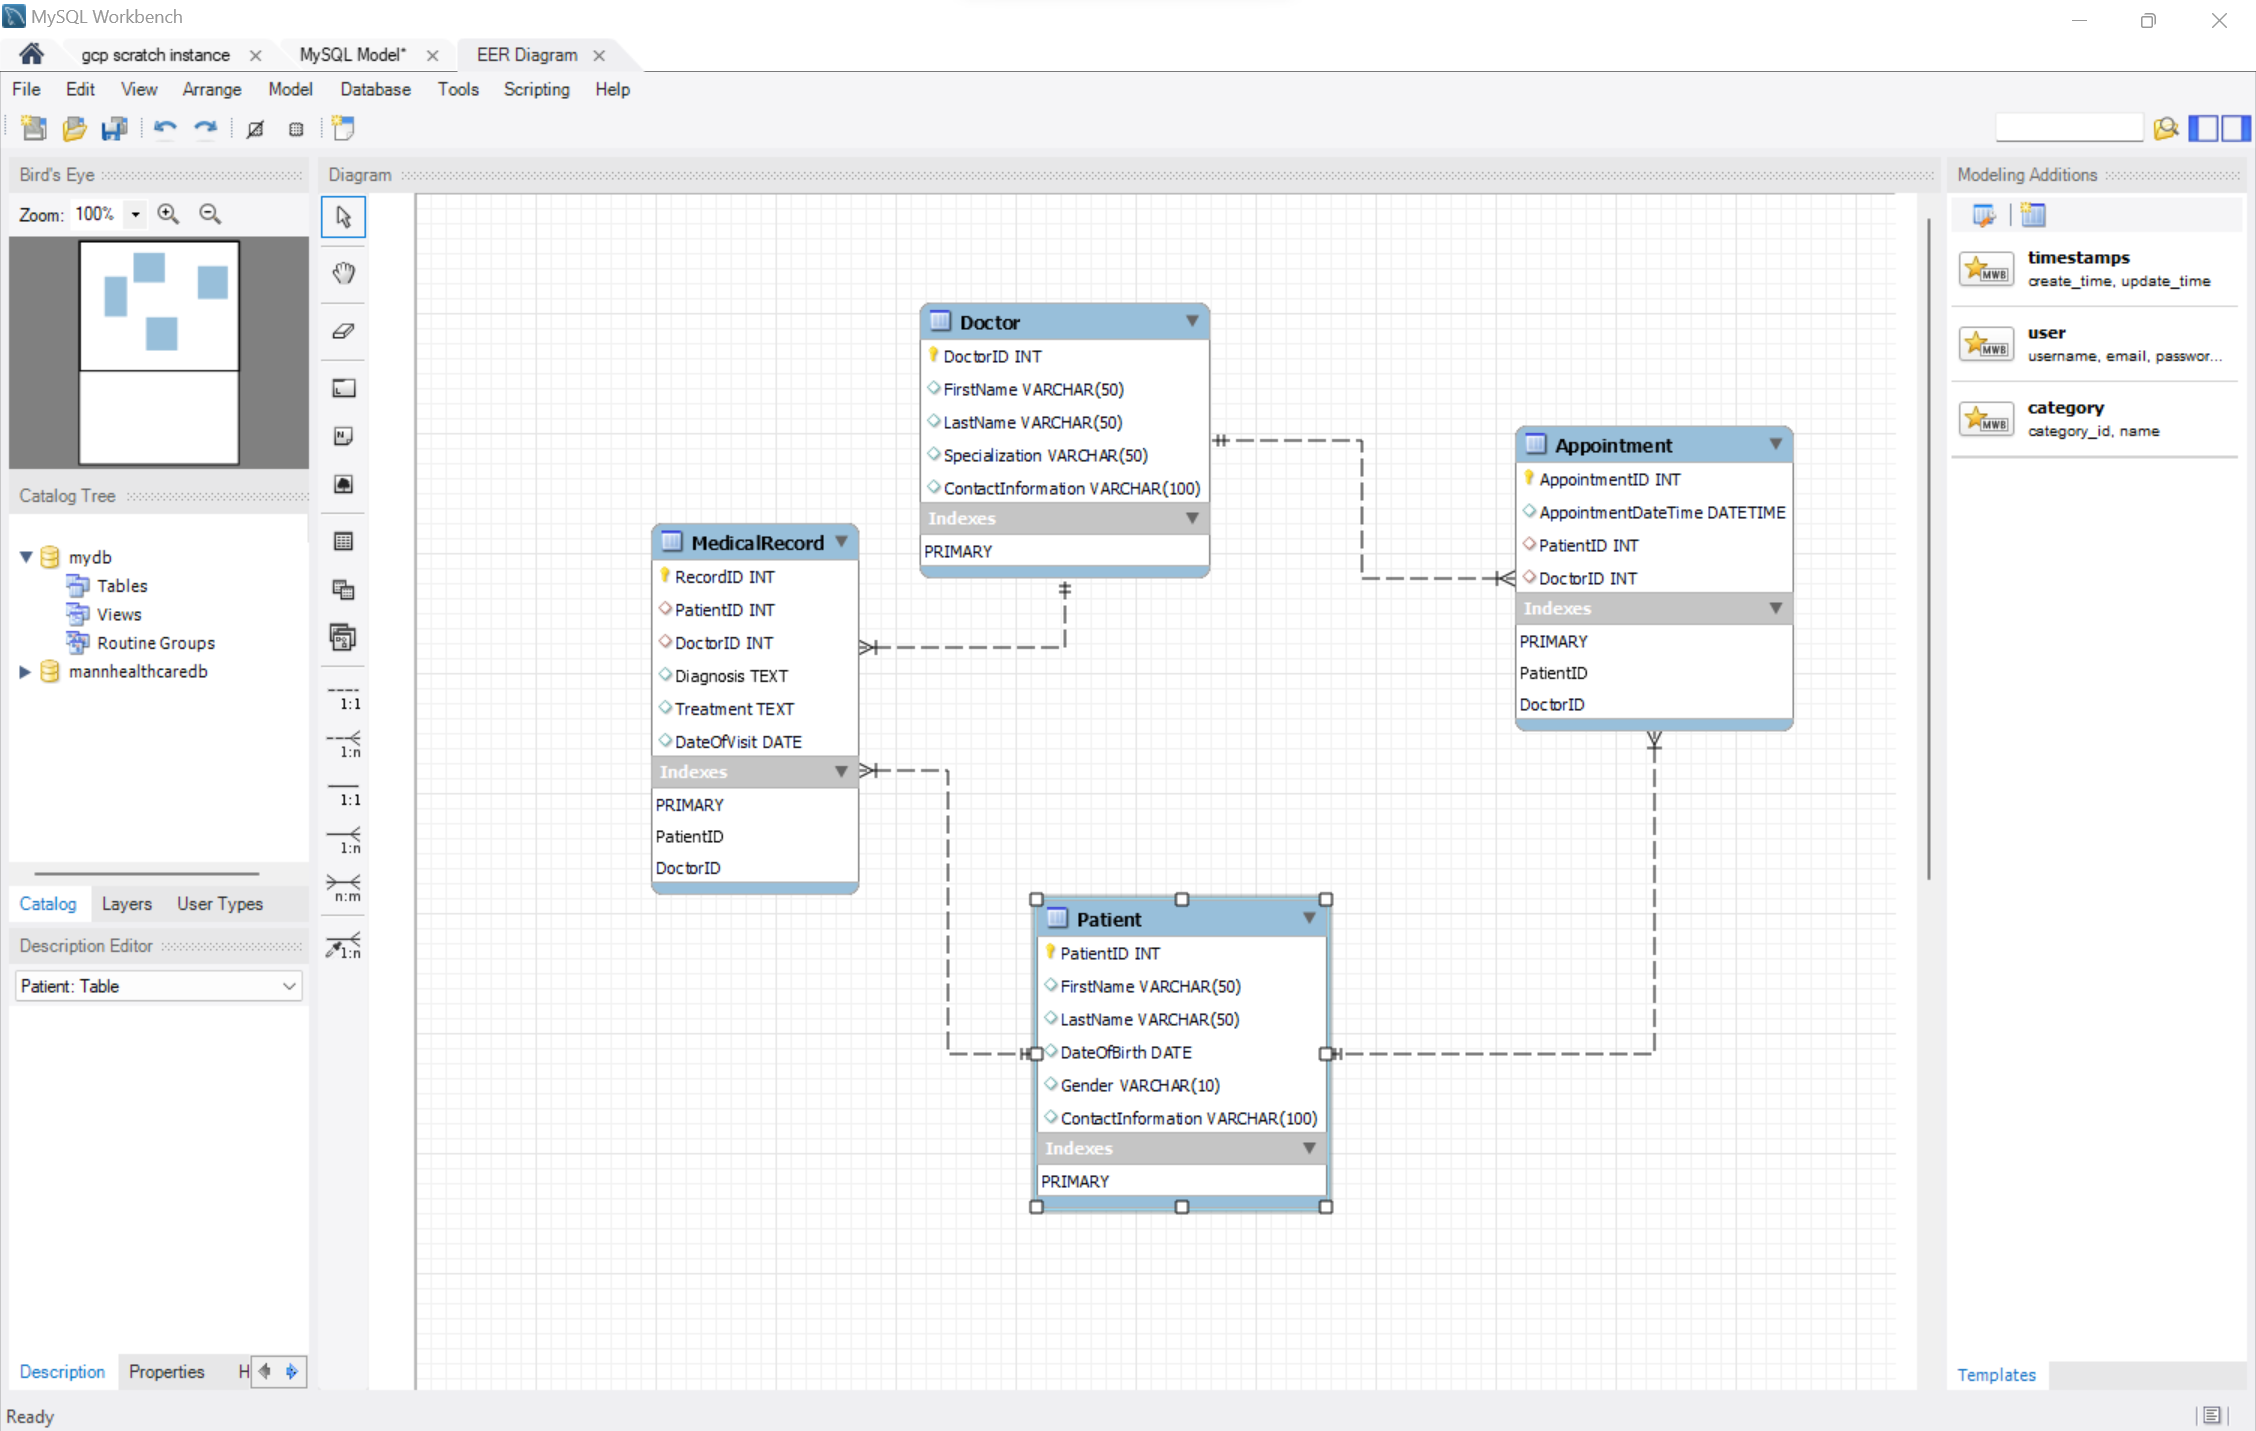 MySQL Workbench
gcp scratch instance
MySQL Model*
EER Diagram
File Edit View Arrange Model Database Tools Scripting Help
Bird's Eye
Zoom: 100%
Catalog Tree
mydb
Tables
Views
Routine Groups
mannhealthcaredb
Catalog Layers User Types
Description Editor
Patient: Table
Description Properties H
Ready
Diagram
1:1
1:n
1:1
1:n
n:m
1:n
Doctor
DoctorID INT
FirstName VARCHAR(50)
LastName VARCHAR(50)
Specialization VARCHAR(50)
ContactInformation VARCHAR(100)
Indexes
PRIMARY
MedicalRecord
RecordID INT
PatientID INT
DoctorID INT
Diagnosis TEXT
Treatment TEXT
DateOfVisit DATE
Indexes
PRIMARY
PatientID
DoctorID
Appointment
AppointmentID INT
AppointmentDateTime DATETIME
PatientID INT
DoctorID INT
Indexes
PRIMARY
PatientID
DoctorID
Patient
PatientID INT
FirstName VARCHAR(50)
LastName VARCHAR(50)
DateOfBirth DATE
Gender VARCHAR(10)
ContactInformation VARCHAR(100)
Indexes
PRIMARY
Modeling Additions
MWB
timestamps
create_time, update_time
MWB
user
username, email, passwor...
MWB
category
category_id, name
Templates